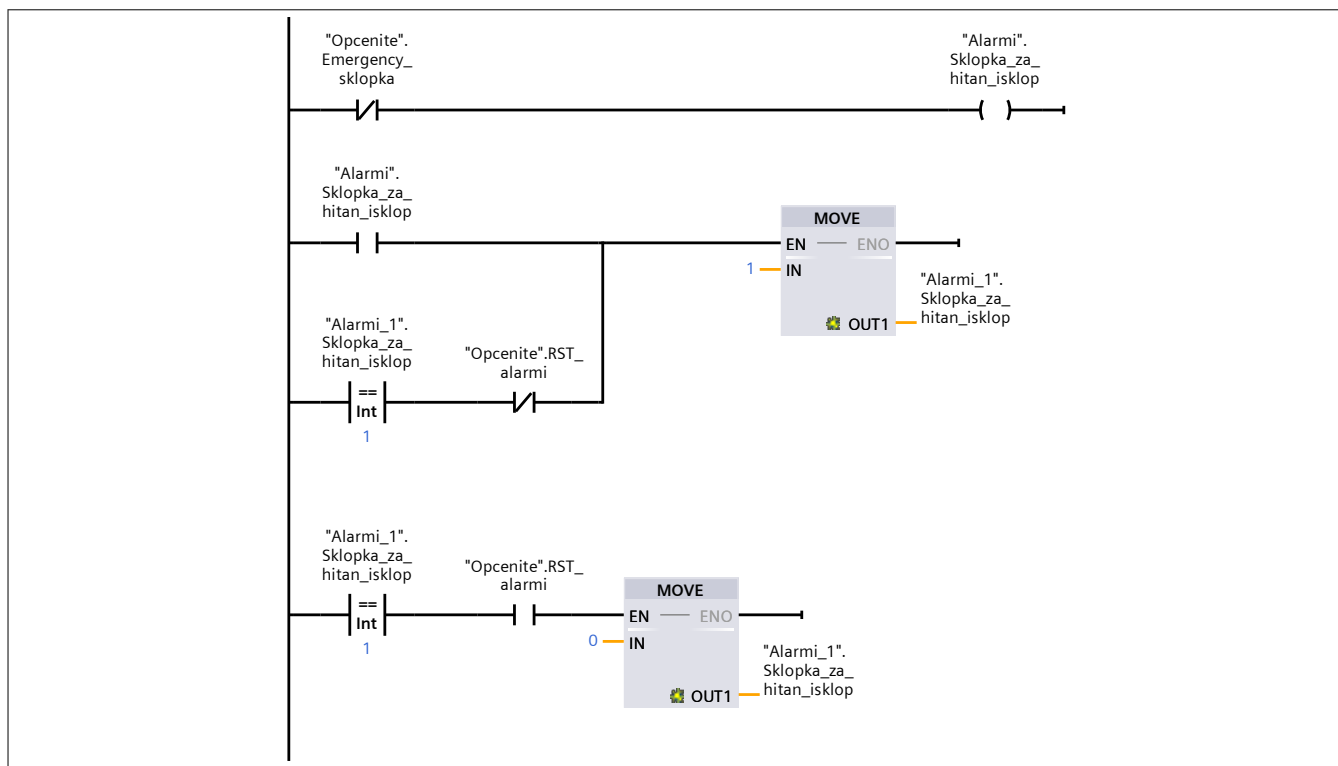 "Opcenite".
Emergency_
sklopka
"Alarmi".
Sklopka_za_
hitan_isklop
"Alarmi".
Sklopka_za_
hitan_isklop
MOVE
EN ENO
1 IN
"Alarmi_1".
Sklopka_za_
hitan_isklop
OUT1
"Alarmi_1".
Sklopka_za_
hitan_isklop
==
Int
1
"Opcenite".RST_
alarmi
"Alarmi_1".
Sklopka_za_
hitan_isklop
==
Int
1
"Opcenite".RST_
alarmi
MOVE
EN ENO
0 IN
"Alarmi_1".
Sklopka_za_
hitan_isklop
OUT1